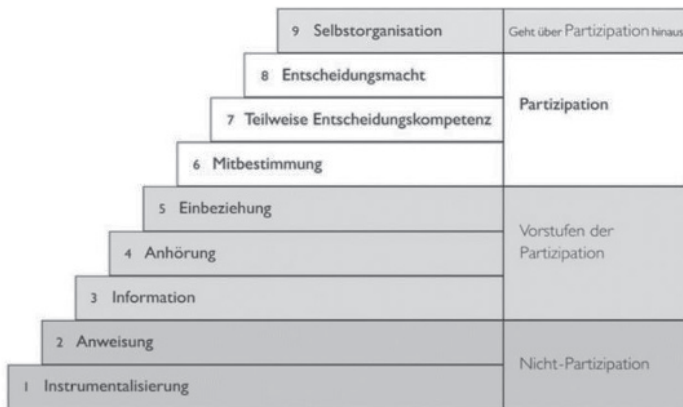 9 Selbstorganisation Geht über Partizipation hinaus
8 Entscheidungsmacht
7 Teilweise Entscheidungskompetenz
Partizipation
6 Mitbestimmung
5 Einbeziehung
4 Anhörung
Vorstufen der
Partizipation
3 Information
2 Anweisung
Nicht-Partizipation
1 Instrumentalisierung